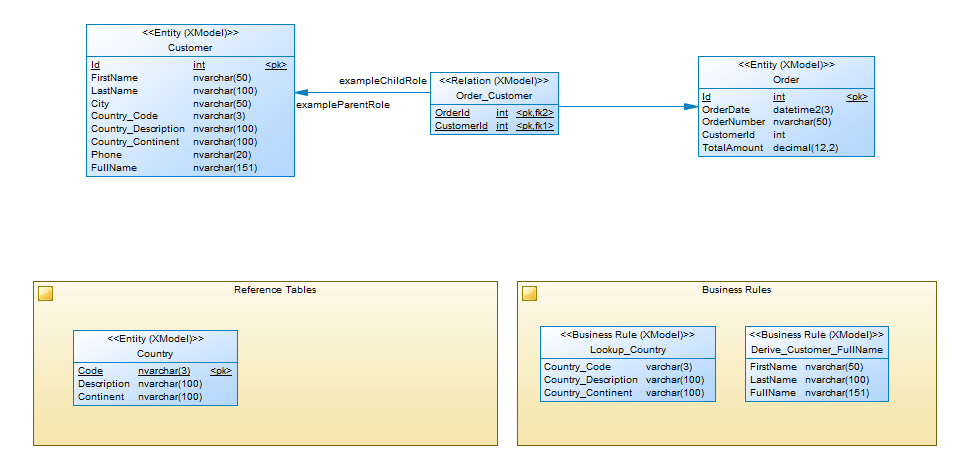 <<Entity (XModel)>>
Customer
Id int <pk>
FirstName nvarchar(50)
LastName nvarchar(100)
City nvarchar(50)
Country_Code nvarchar(3)
Country_Description nvarchar(100)
Country_Continent nvarchar(100)
Phone nvarchar(20)
FullName nvarchar(151)
exampleChildRole
exampleParentRole
<<Relation (XModel)>>
Order_Customer
OrderId int <pk,fk2>
CustomerId int <pk,fk1>
<<Entity (XModel)>>
Order
Id int <pk>
OrderDate datetime2(3)
OrderNumber nvarchar(50)
CustomerId int
TotalAmount decimal(12,2)
Reference Tables
<<Entity (XModel)>>
Country
Code nvarchar(3) <pk>
Description nvarchar(100)
Continent nvarchar(100)
Business Rules
<<Business Rule (XModel)>>
Lookup_Country
Country_Code varchar(3)
Country_Description varchar(100)
Country_Continent varchar(100)
<<Business Rule (XModel)>>
Derive_Customer_FullName
FirstName nvarchar(50)
LastName nvarchar(100)
FullName nvarchar(151)